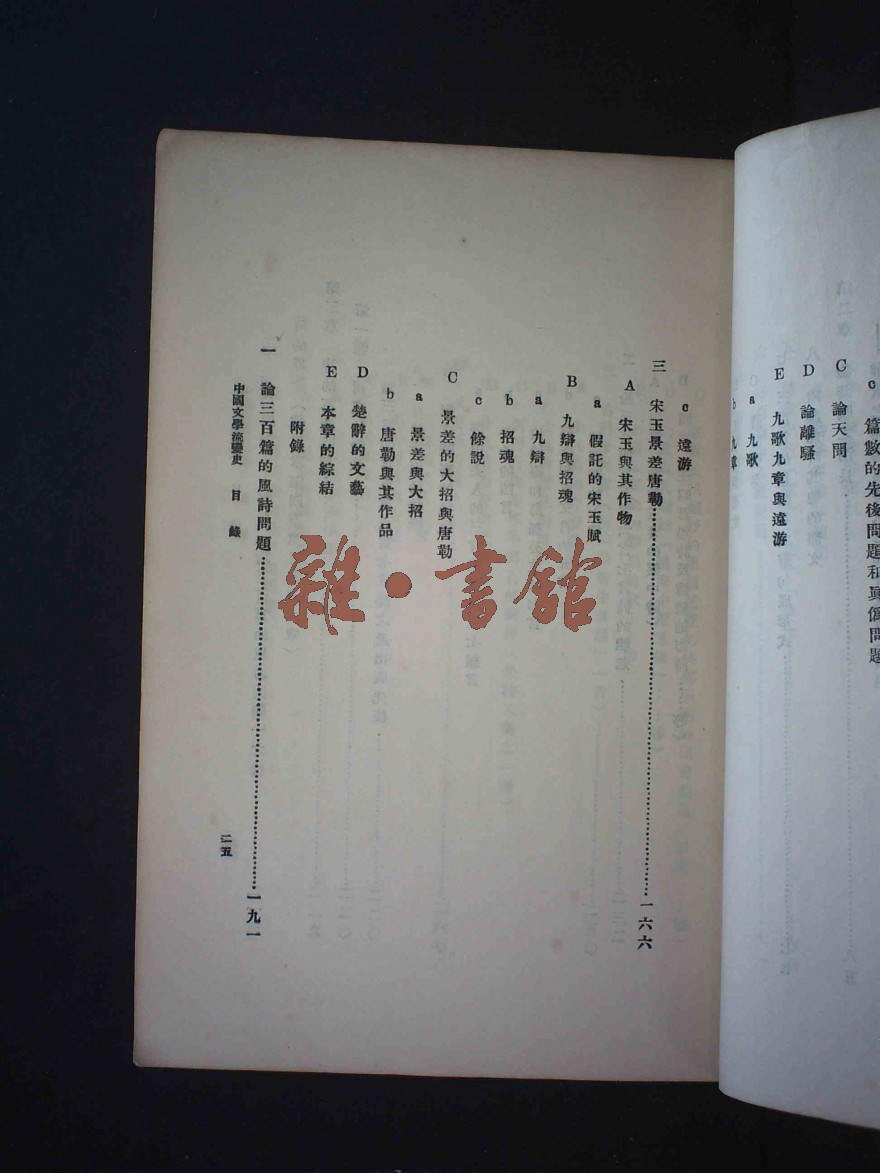 c 篇數的先後問題和眞僞問題
C 論天問
D 論離騷
E 九歌九章與遠游
a 九歌
b 九章
c 遠游
三 宋玉景差唐勒……一六六
A 宋玉與其作物
a 假託的宋玉賦
B 九辯與招魂
a 九辯
b 招魂
c 餘説
C 景差的大招與唐勒
a 景差與大招
b 唐勒與其作品
D 楚辭的文藝
E 本章的綜結
附錄
一 論三百篇的風詩問題……一九一
中國文學流變史 目錄 二五
雜·書館